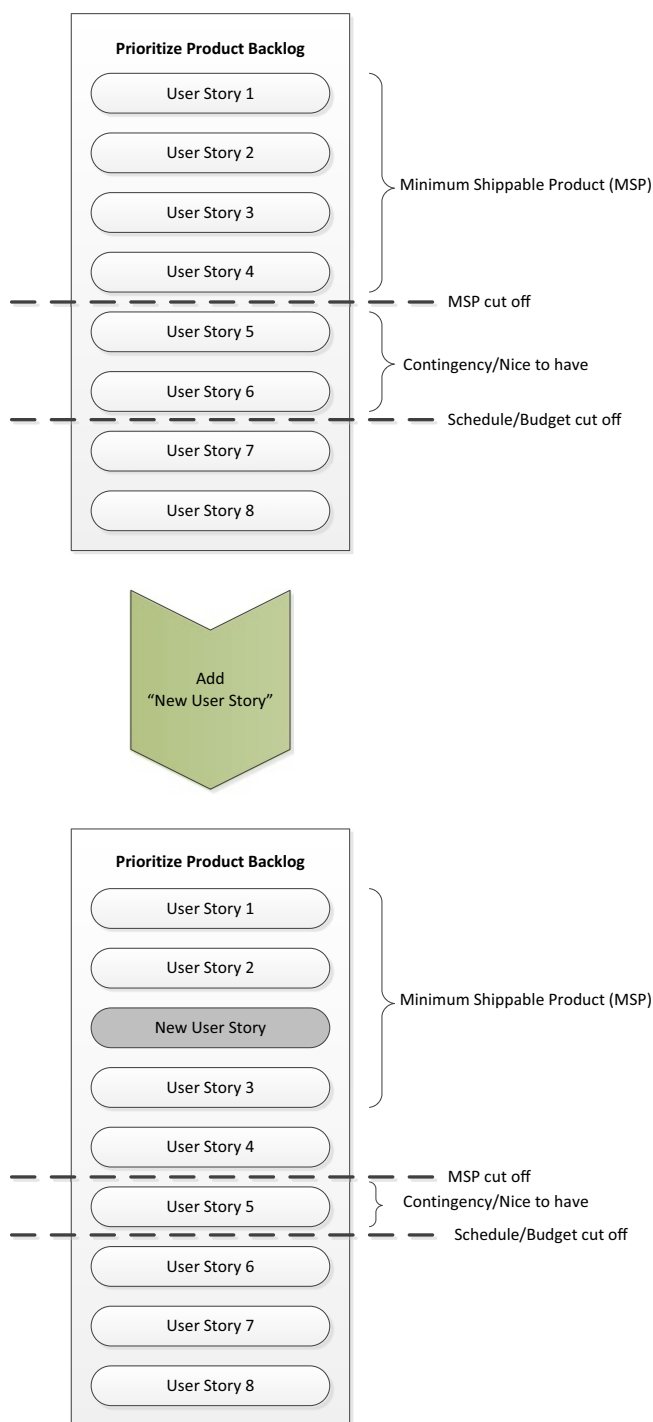 Prioritize Product Backlog
User Story 1
User Story 2
User Story 3
User Story 4
Minimum Shippable Product (MSP)
MSP cut off
User Story 5
User Story 6
Contingency/Nice to have
Schedule/Budget cut off
User Story 7
User Story 8
Add
“New User Story”
Prioritize Product Backlog
User Story 1
User Story 2
New User Story
User Story 3
Minimum Shippable Product (MSP)
User Story 4
MSP cut off
User Story 5
Contingency/Nice to have
Schedule/Budget cut off
User Story 6
User Story 7
User Story 8